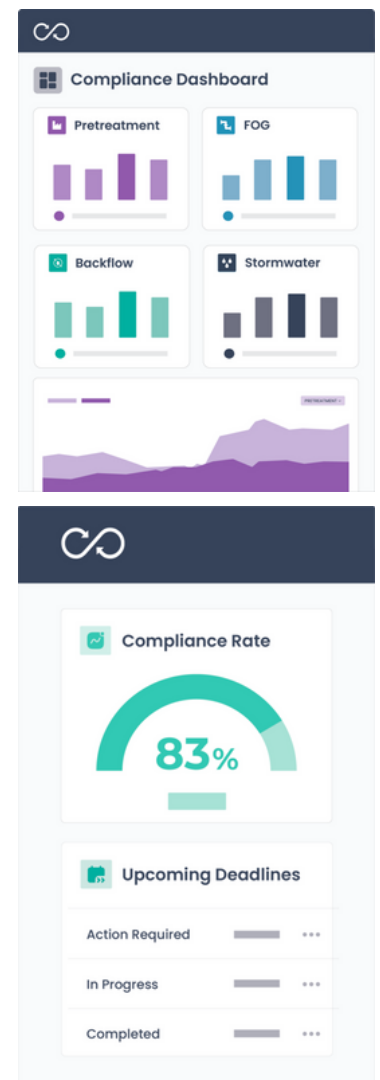 Compliance Dashboard
Pretreatment
FOG
Backflow
Stormwater
PRETREATMENT
Compliance Rate
83%
Upcoming Deadlines
Action Required
In Progress
Completed